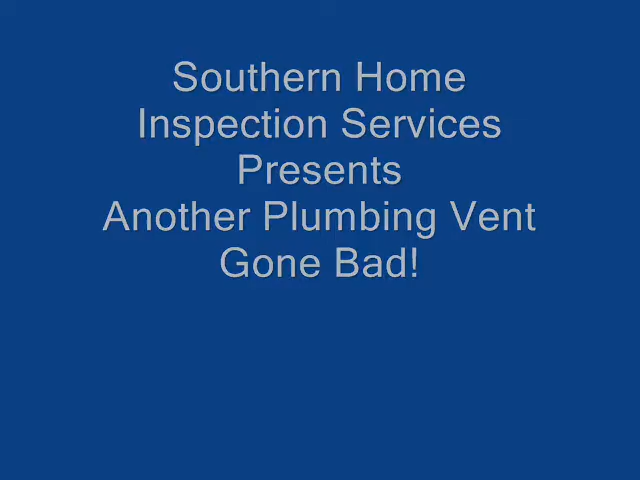 Southern Home
Inspection Services
Presents
Another Plumbing Vent
Gone Bad!